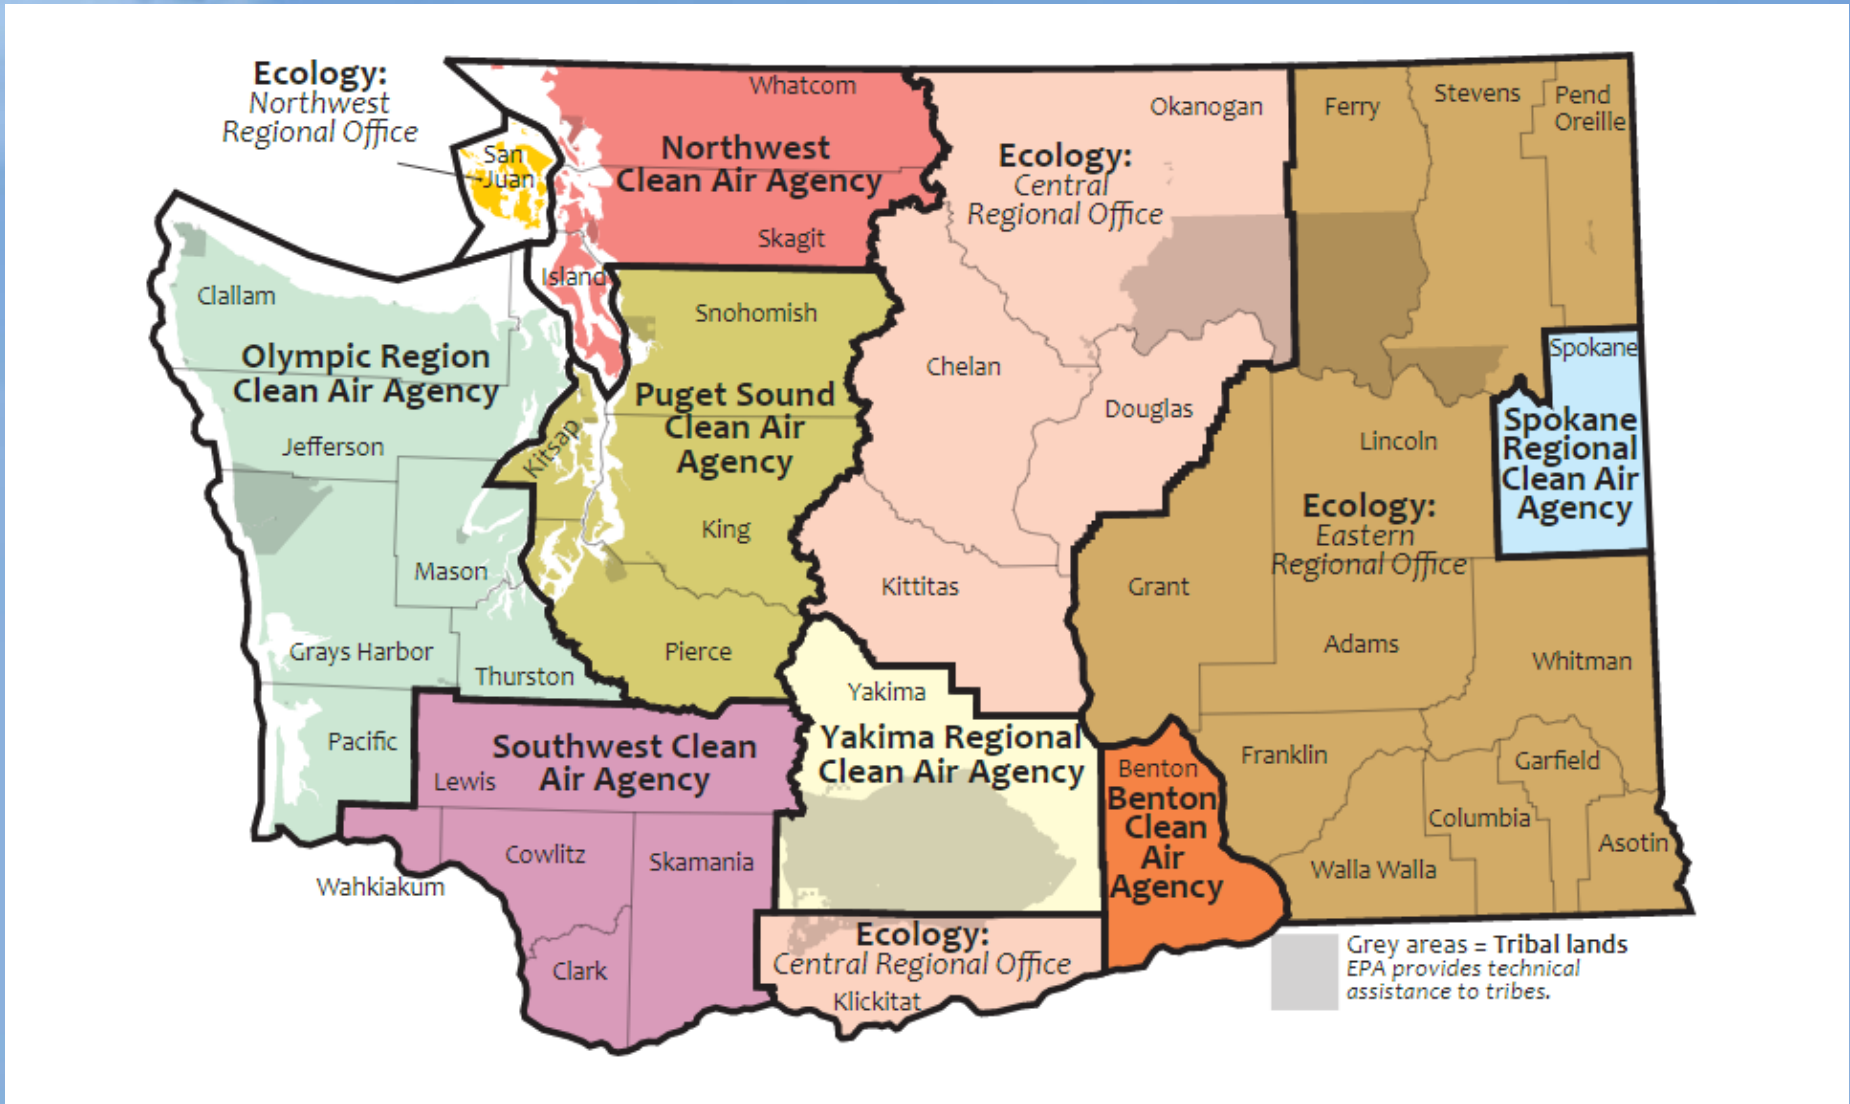 Ecology:
Northwest
Regional Office
San
Juan
Whatcom
Northwest
Clean Air Agency
Skagit
Island
Okanogan
Ecology:
Central
Regional Office
Chelan
Douglas
Kittitas
Ferry
Stevens
Pend
Oreille
Clallam
Olympic Region
Clean Air Agency
Jefferson
Mason
Grays Harbor
Thurston
Pacific
Snohomish
Puget Sound
Clean Air
Agency
Kitsap
King
Pierce
Spokane
Spokane
Regional
Clean Air
Agency
Lincoln
Ecology:
Eastern
Regional Office
Grant
Adams
Whitman
Franklin
Garfield
Columbia
Asotin
Walla Walla
Yakima
Yakima Regional
Clean Air Agency
Benton
Benton
Clean
Air
Agency
Southwest Clean
Air Agency
Lewis
Cowlitz
Skamania
Wahkiakum
Clark
Ecology:
Central Regional Office
Klickitat
Grey areas = Tribal lands
EPA provides technical
assistance to tribes.